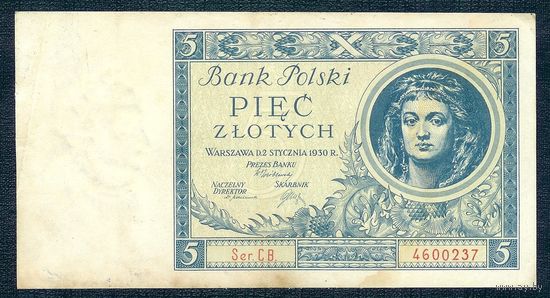 5 5
Bank Polski
PIĘĆ
ZŁOTYCH
WARSZAWA D. 2 STYCZNIA 1930 R.
PREZES BANKU
NACZELNY SKARBNIK
DYREKTOR
5 Ser. C B. 4600237 5